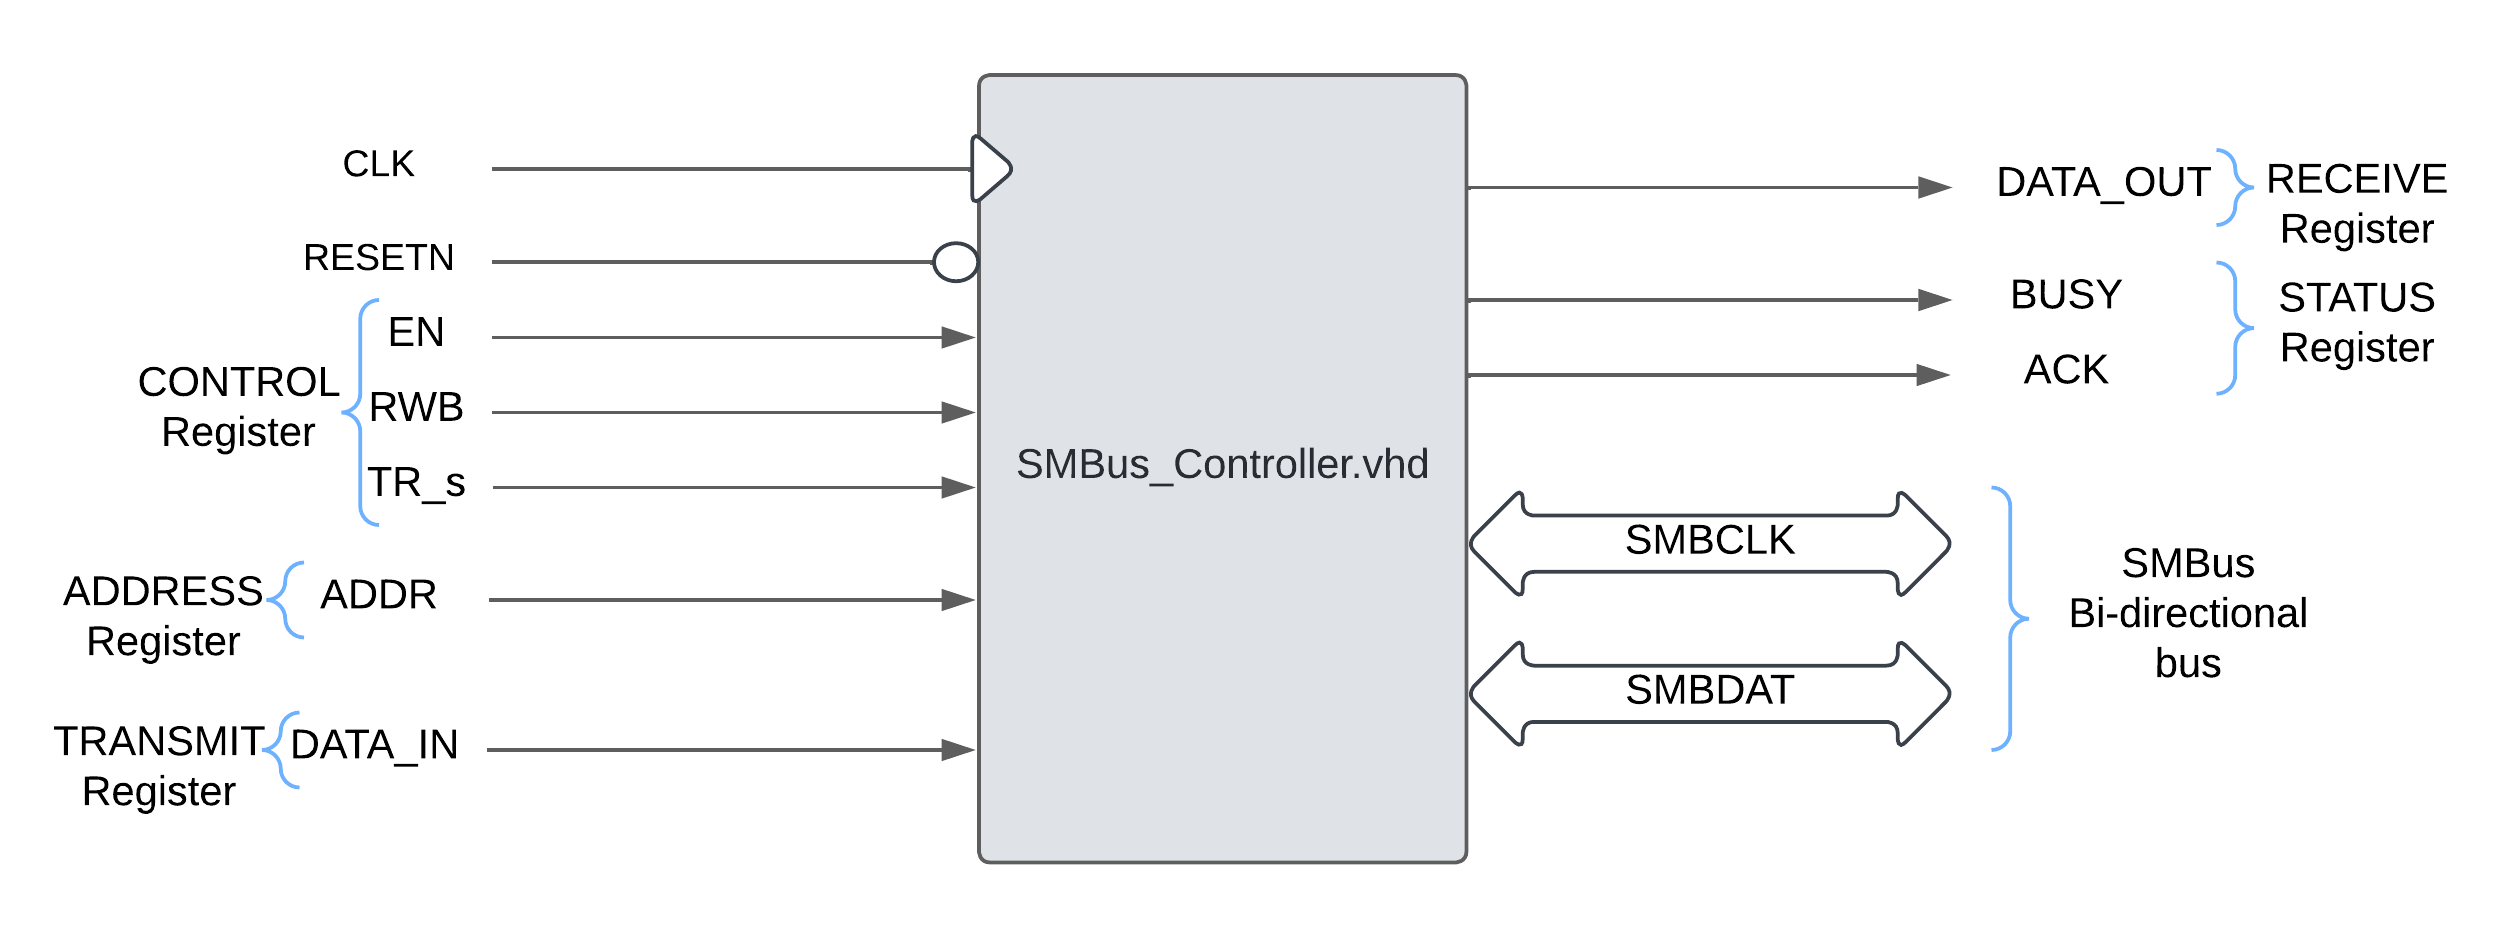 CLK
RESETN
EN
CONTROL
Register
RWB
TR_s
ADDRESS
Register
ADDR
TRANSMIT
Register
DATA_IN
SMBus_Controller.vhd
DATA_OUT
RECEIVE
Register
BUSY
STATUS
Register
ACK
SMBCLK
SMBDAT
SMBus
Bi-directional
bus